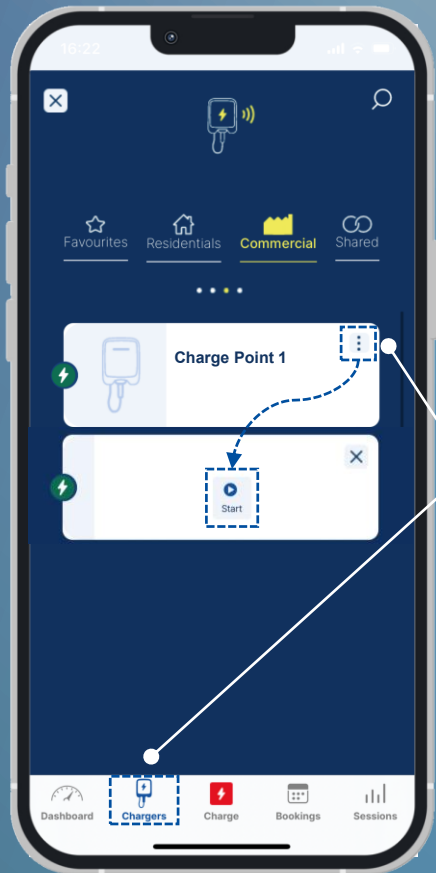 16:22
Favourites
Residentials
Commercial
Shared
Charge Point 1
Start
Dashboard
Chargers
Charge
Bookings
Sessions